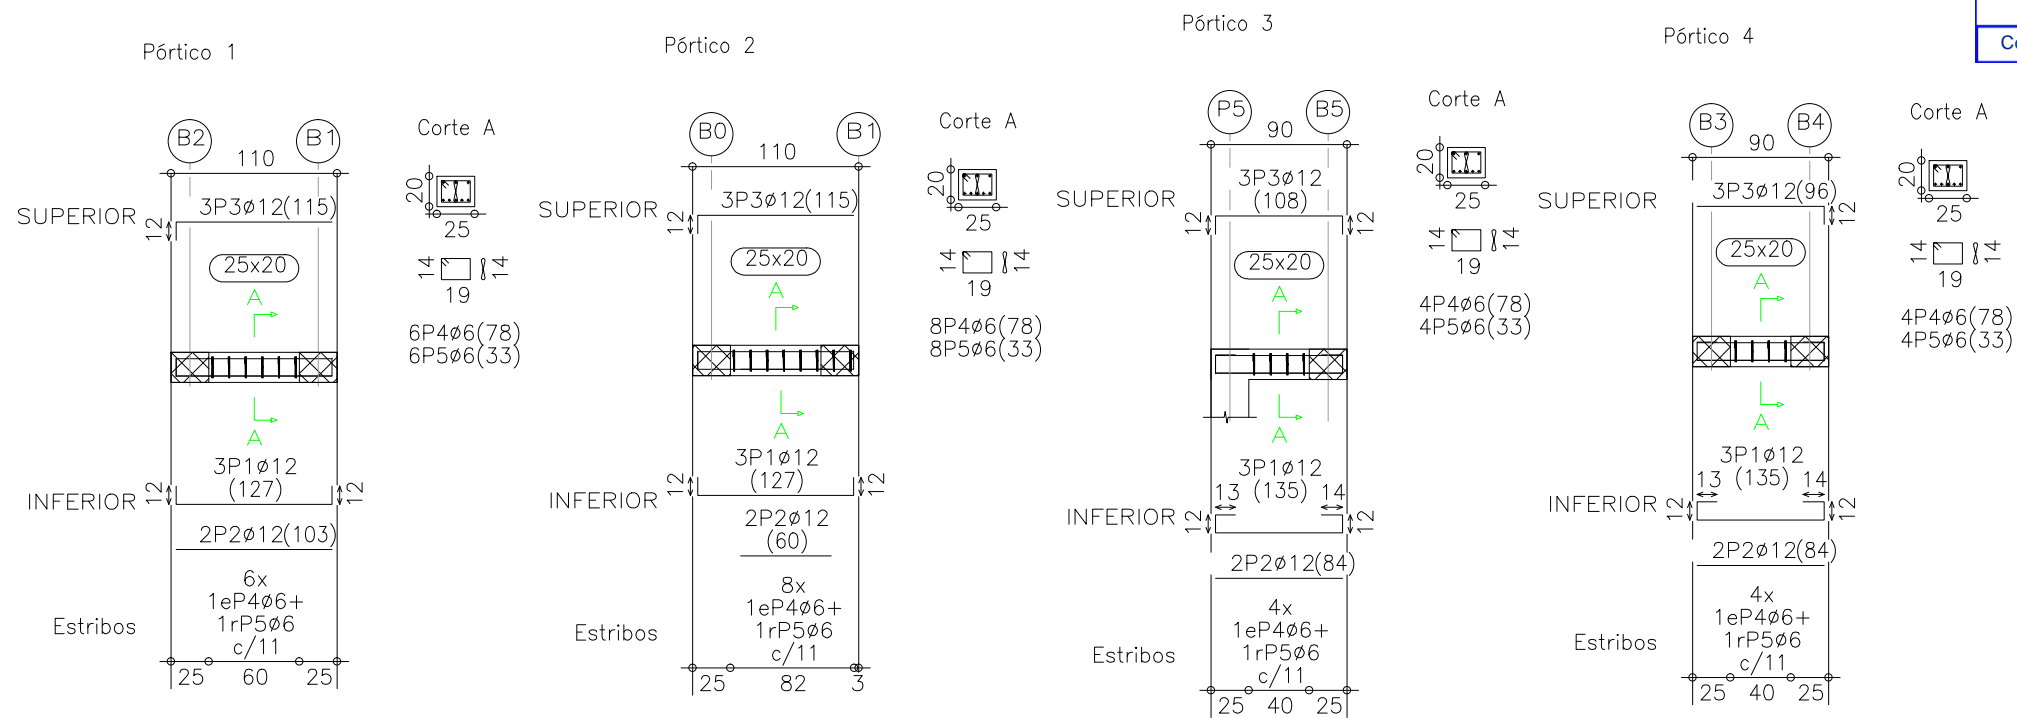 Pórtico 1
B2
B1
Corte A
110
20
25
SUPERIOR
12
3P3ø12(115)
25x20
14
14
19
A
6P4ø6(78)
6P5ø6(33)
A
3P1ø12
(127)
INFERIOR
12
12
2P2ø12(103)
6x
1eP4ø6+
1rP5ø6
c/11
Estribos
25
60
25
Pórtico 2
B0
B1
Corte A
110
20
25
SUPERIOR
12
3P3ø12(115)
25x20
14
14
19
A
8P4ø6(78)
8P5ø6(33)
A
3P1ø12
(127)
INFERIOR
12
12
2P2ø12
(60)
8x
1eP4ø6+
1rP5ø6
c/11
Estribos
25
82
3
Pórtico 3
P5
B5
Corte A
90
20
25
SUPERIOR
12
3P3ø12
(108)
12
25x20
14
14
19
A
4P4ø6(78)
4P5ø6(33)
A
3P1ø12
(135)
13
14
INFERIOR
12
12
2P2ø12(84)
4x
1eP4ø6+
1rP5ø6
c/11
Estribos
25
40
25
Pórtico 4
B3
B4
Corte A
90
20
25
SUPERIOR
3P3ø12(96)
12
25x20
14
14
19
A
4P4ø6(78)
4P5ø6(33)
A
3P1ø12
(135)
13
14
INFERIOR
12
12
2P2ø12(84)
4x
1eP4ø6+
1rP5ø6
c/11
Estribos
25
40
25